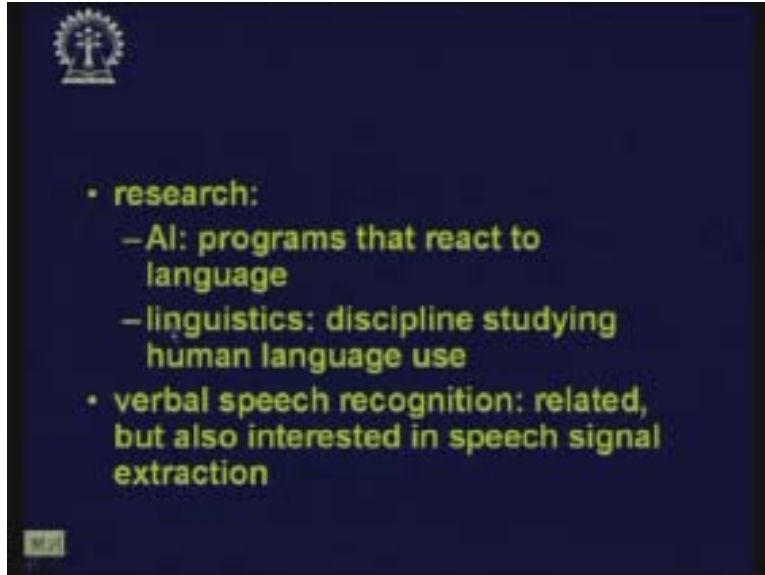 • research:
–AI: programs that react to
language
–linguistics: discipline studying
human language use
• verbal speech recognition: related,
but also interested in speech signal
extraction